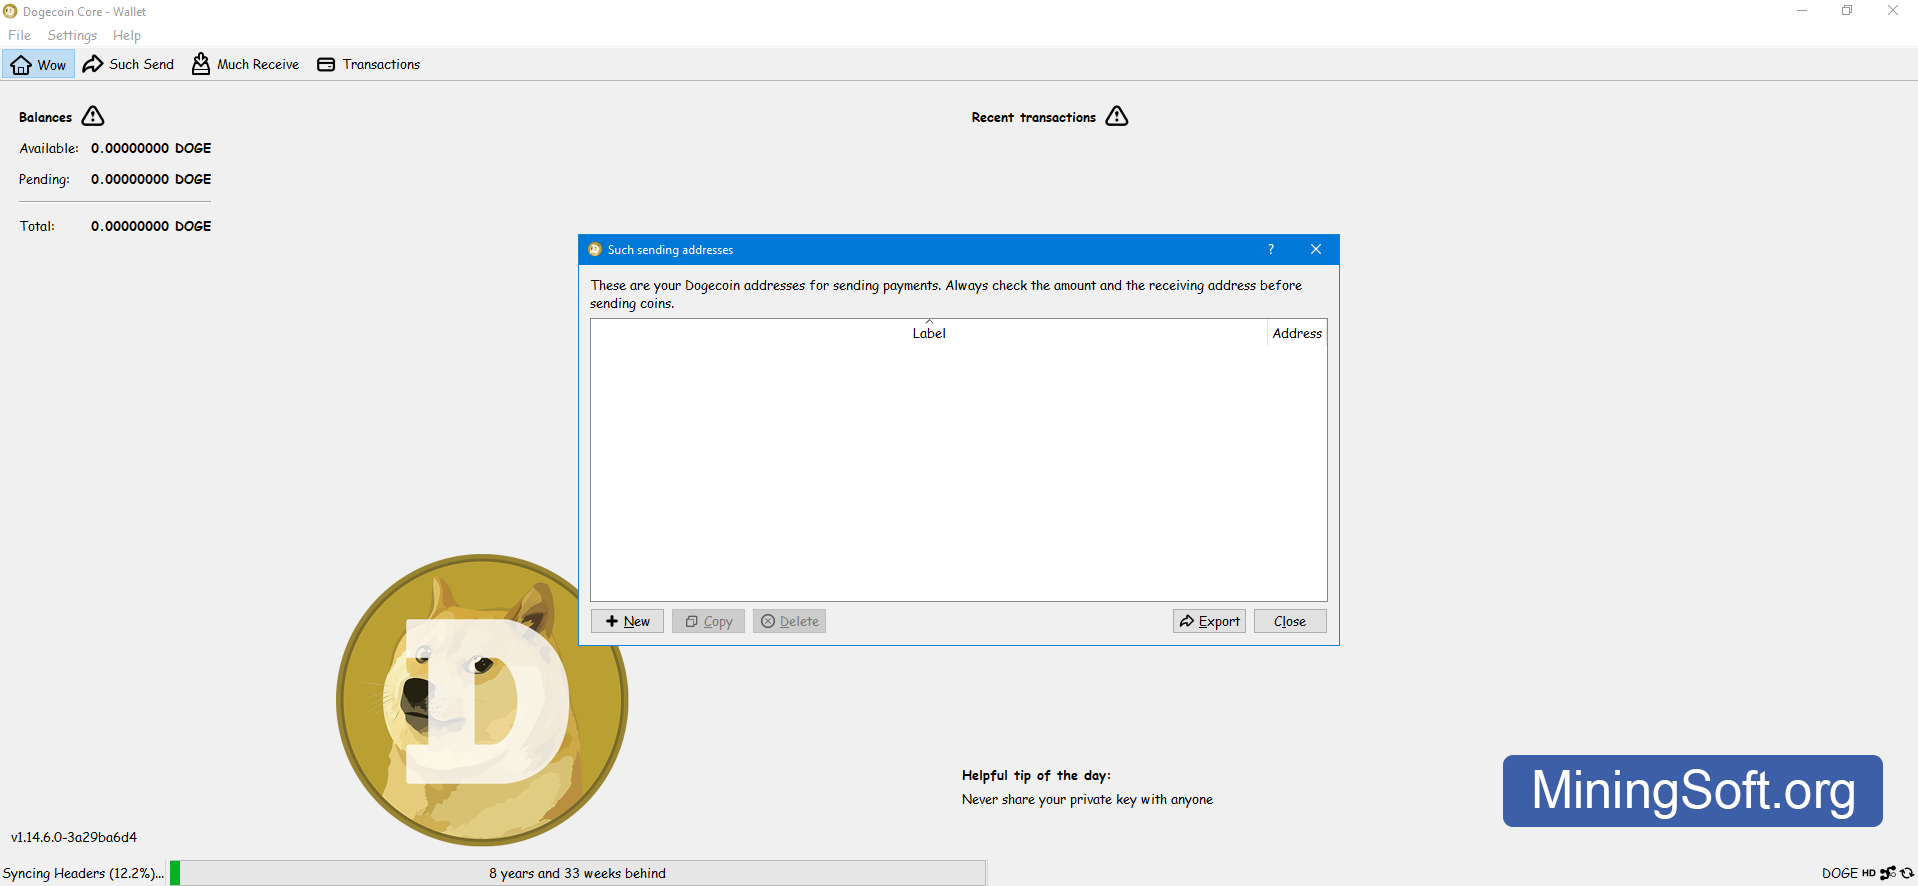 Dogecoin Core - Wallet
File Settings Help
Wow Such Send Much Receive Transactions
Balances
Available: 0.00000000 DOGE
Pending: 0.00000000 DOGE
Total: 0.00000000 DOGE
Recent transactions
Such sending addresses ?
These are your Dogecoin addresses for sending payments. Always check the amount and the receiving address before
sending coins.
Label Address
New Copy Delete Export Close
D
Helpful tip of the day:
Never share your private key with anyone
MiningSoft.org
v1.14.6.0-3a29ba6d4
Syncing Headers (12.2%)... 8 years and 33 weeks behind DOGE HD